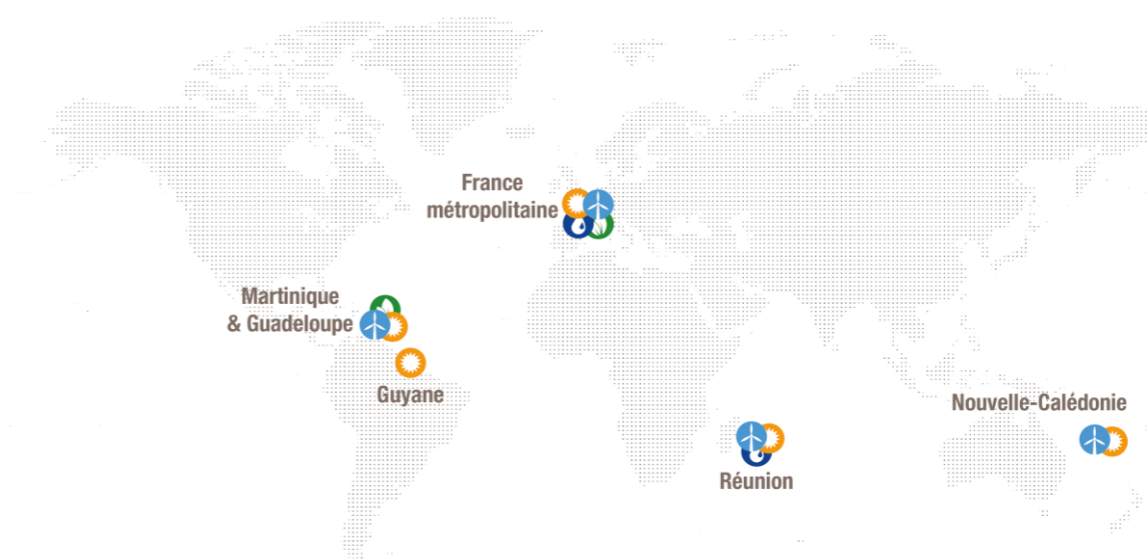 France
métropolitaine
Martinique
& Guadeloupe
Guyane
Nouvelle-Calédonie
Réunion